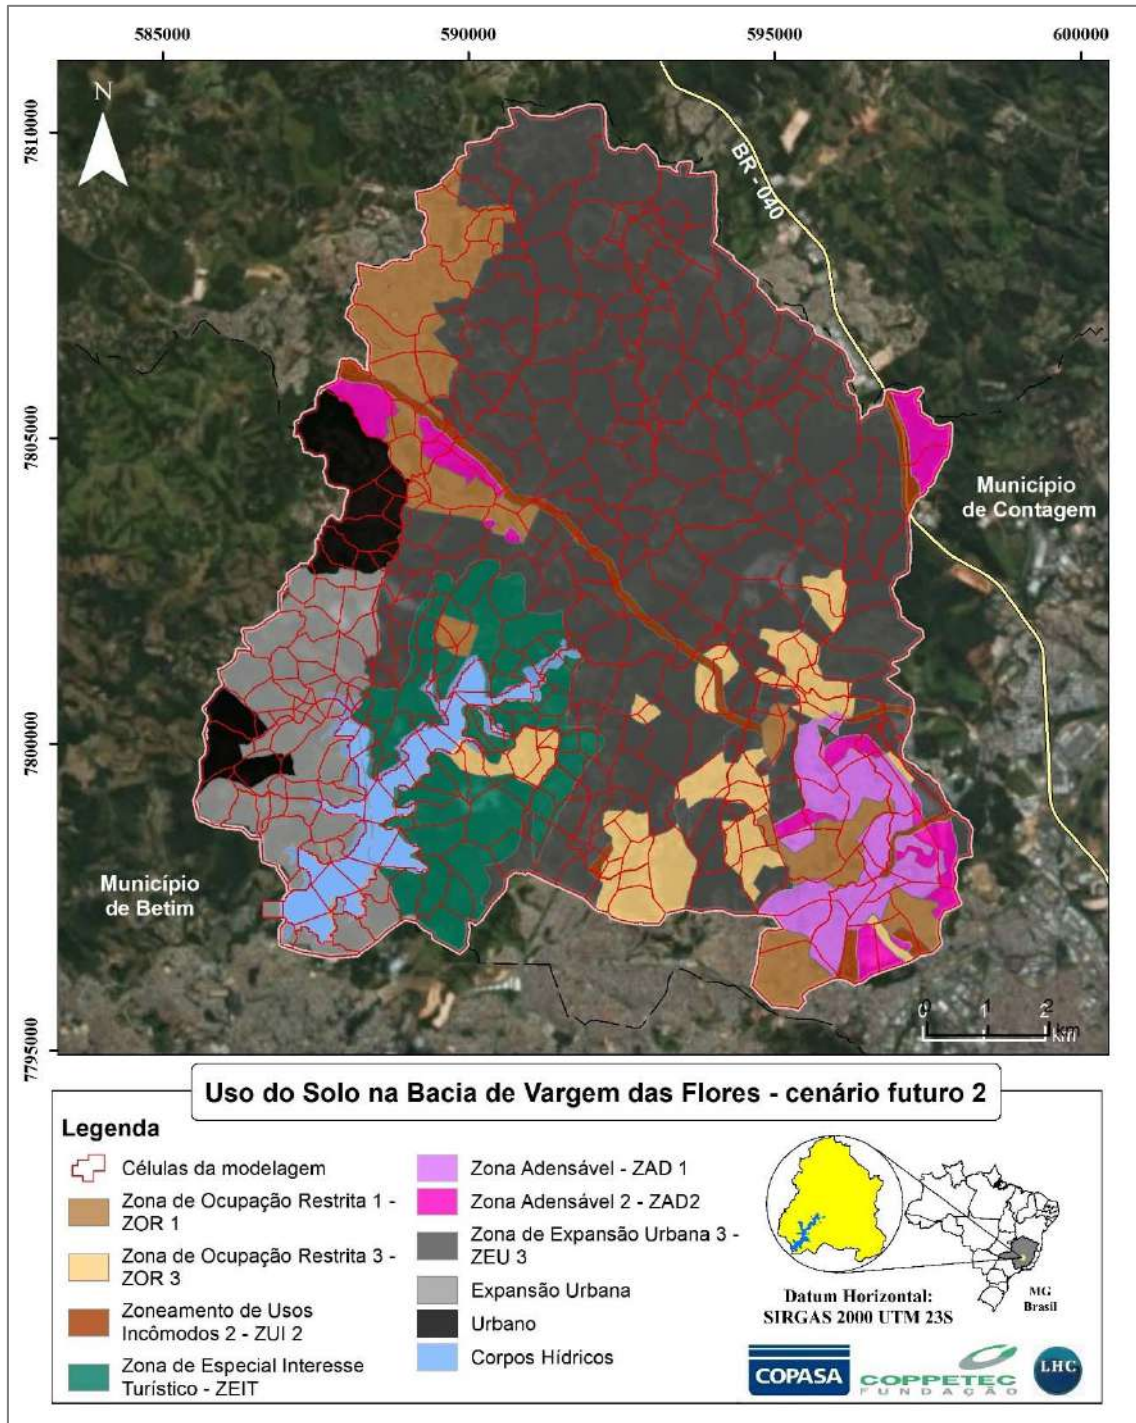 585000
590000
595000
600000
N
7810000
7805000
7800000
7795000
BR - 040
Município
de Contagem
Município
de Betim
0 1 2
km
km
Uso do Solo na Bacia de Vargem das Flores - cenário futuro 2
Legenda
Células da modelagem
Zona de Ocupação Restrita 1 -
ZOR 1
Zona de Ocupação Restrita 3 -
ZOR 3
Zoneamento de Usos
Incômodos 2 - ZUI 2
Zona de Especial Interesse
Turístico - ZEIT
Zona Adensável - ZAD 1
Zona Adensável 2 - ZAD2
Zona de Expansão Urbana 3 -
ZEU 3
Expansão Urbana
Urbano
Corpos Hídricos
Datum Horizontal:
SIRGAS 2000 UTM 23S
MG
Brasil
COPASA
COPPETEC
FUNDAÇÃO
LHC